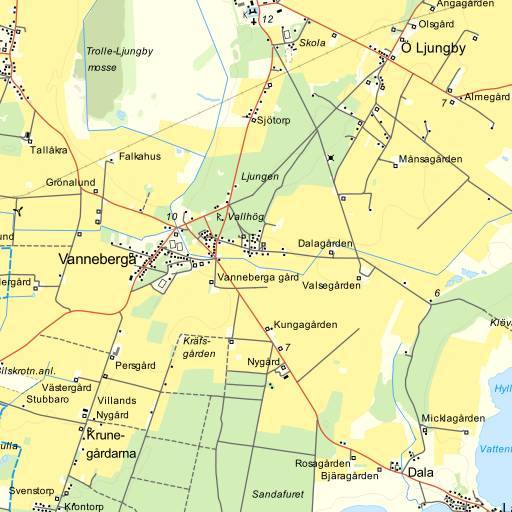 Angagården
Olsgård
12
Skola
Ö Ljungby
Trolle-Ljungby
mosse
Almegård
7
Sjötorp
Tallåkra
Falkahus
Månsagården
Ljungen
Grönalund
10
Vallhög
Dalagården
Vanneberga
Vanneberga gård
Valsegården
6
Kungagården
Kräfs-
gården
7
Nygård
Persgård
Västergård
Stubbaro
Villands
Nygård
Micklagården
Krune-
gårdarna
Rosagården
Bjäragården
Dala
Svenstorp
Sandafuret
Krontorp